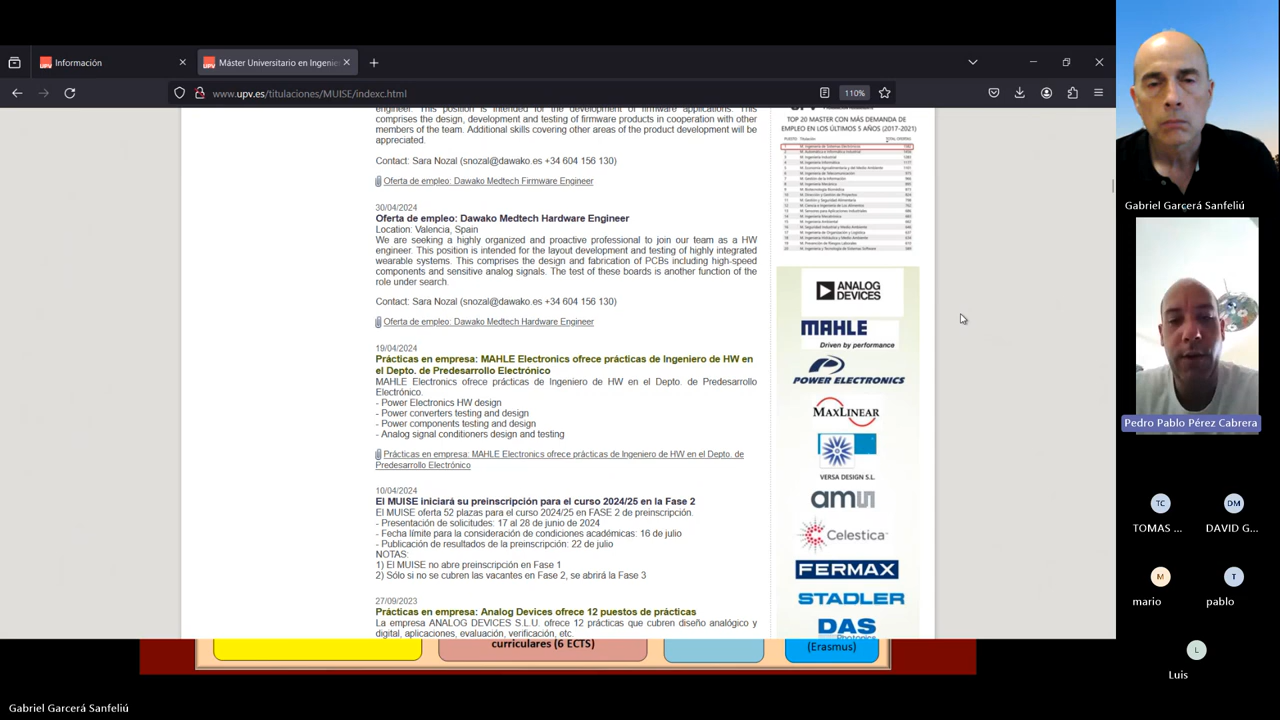 Información
Máster Universitario en Ingenie
www.upv.es/titulaciones/MUISE/indexc.html
110%
engineer. This position is intended for the development of firmware applications. This
comprises the design, development and testing of firmware products in cooperation with other
members of the team. Additional skills covering other areas of the product development will be
appreciated.
Contact: Sara Nozal (snozal@dawako.es +34 604 156 130)
Oferta de empleo: Dawako Medtech Firmware Engineer
30/04/2024
Oferta de empleo: Dawako Medtech Hardware Engineer
Location: Valencia, Spain
We are seeking a highly organized and proactive professional to join our team as a HW
engineer. This position is intended for the layout development and testing of highly integrated
wearable systems. This comprises the design and fabrication of PCBs including high-speed
components and sensitive analog signals. The test of these boards is another function of the
role under search.
Contact: Sara Nozal (snozal@dawako.es +34 604 156 130)
Oferta de empleo: Dawako Medtech Hardware Engineer
19/04/2024
Prácticas en empresa: MAHLE Electronics ofrece prácticas de Ingeniero de HW en
el Depto. de Predesarrollo Electrónico
MAHLE Electronics ofrece prácticas de Ingeniero de HW en el Depto. de Predesarrollo
Electrónico.
- Power Electronics HW design
- Power converters testing and design
- Power components testing and design
- Analog signal conditioners design and testing
Prácticas en empresa: MAHLE Electronics ofrece prácticas de Ingeniero de HW en el Depto. de
Predesarrollo Electrónico
10/04/2024
El MUISE iniciará su preinscripción para el curso 2024/25 en la Fase 2
El MUISE oferta 52 plazas para el curso 2024/25 en FASE 2 de preinscripción.
- Presentación de solicitudes: 17 al 28 de junio de 2024
- Fecha límite para la consideración de condiciones académicas: 16 de julio
- Publicación de resultados de la preinscripción: 22 de julio
NOTAS:
1) El MUISE no abre preinscripción en Fase 1
2) Sólo si no se cubren las vacantes en Fase 2, se abrirá la Fase 3
27/09/2023
Prácticas en empresa: Analog Devices ofrece 12 puestos de prácticas
La empresa ANALOG DEVICES S.L.U. ofrece 12 prácticas que cubren diseño analógico y
digital, aplicaciones, evaluación, verificación, etc.
TOP 20 MASTER CON MÁS DEMANDA DE
EMPLEO EN LOS ÚLTIMOS 5 AÑOS (2017-2021)
ANALOG
DEVICES
MAHLE
Driven by performance
POWER ELECTRONICS
MAXLINEAR
VERSA DESIGN S.L.
amun
Celestica
FERMAX
STADLER
DAS
Photonics
curriculares (6 ECTS)
(Erasmus)
Gabriel Garcerá Sanfeliú
Gabriel Garcerá Sanfeliú
Pedro Pablo Pérez Cabrera
TC
DM
TOMAS ...
DAVID G...
M
T
mario
pablo
L
Luis